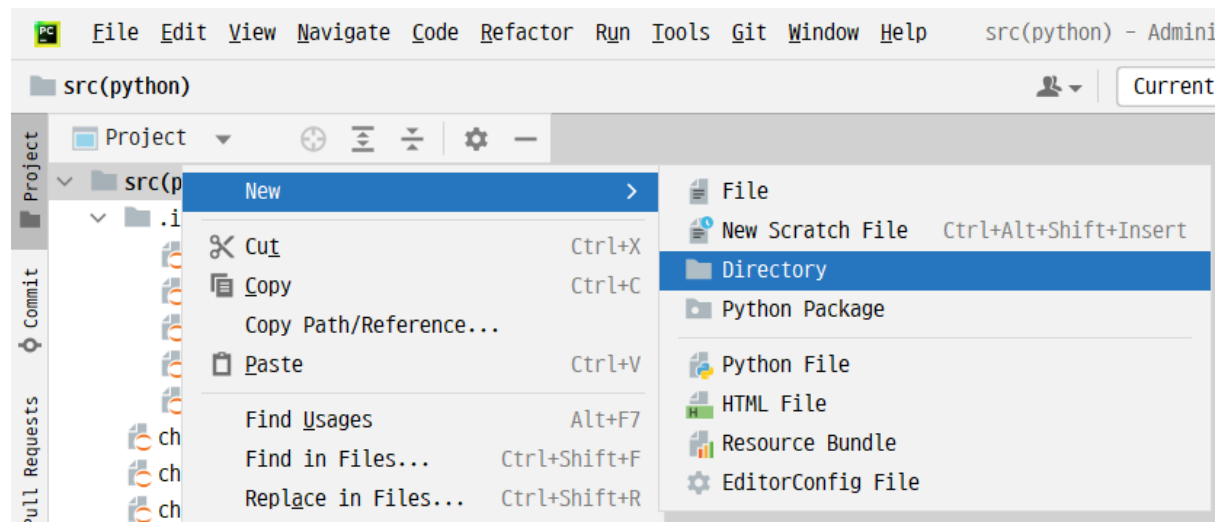 PC
File Edit View Navigate Code Refactor Run Tools Git Window Help src(python) - Admini
src(python)
Current
Project
Project
src(p
.i
ch
ch
ch
Commit
Pull Requests
New
Cut Ctrl+X
Copy Ctrl+C
Copy Path/Reference...
Paste Ctrl+V
Find Usages Alt+F7
Find in Files... Ctrl+Shift+F
Replace in Files... Ctrl+Shift+R
File
New Scratch File Ctrl+Alt+Shift+Insert
Directory
Python Package
Python File
H
HTML File
Resource Bundle
EditorConfig File